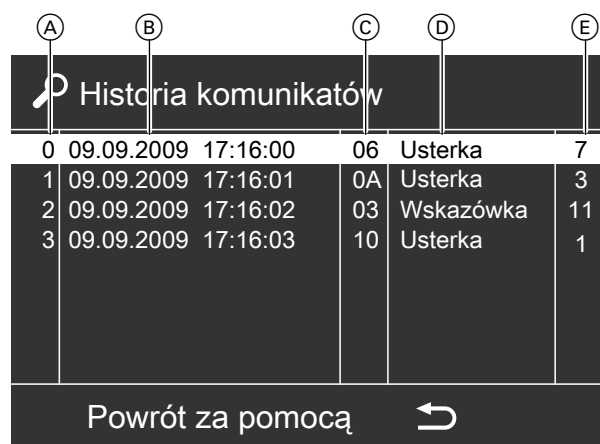 A B C D E
Historia komunikatów
0 09.09.2009 17:16:00 06 Usterka 7
1 09.09.2009 17:16:01 0A Usterka 3
2 09.09.2009 17:16:02 03 Wskazówka 11
3 09.09.2009 17:16:03 10 Usterka 1
Powrót za pomocą